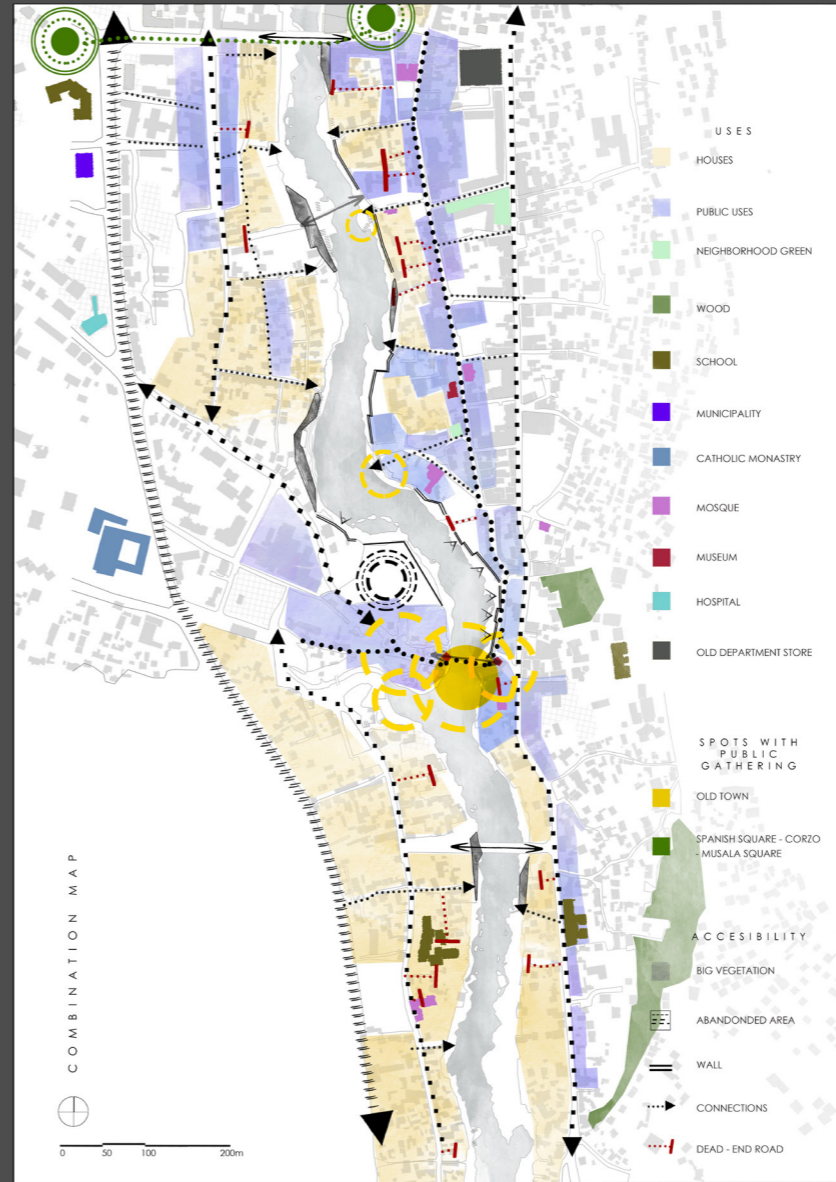 USES
HOUSES
PUBLIC USES
NEIGHBORHOOD GREEN
WOOD
SCHOOL
MUNICIPALITY
CATHOLIC MONASTRY
MOSQUE
MUSEUM
HOSPITAL
OLD DEPARTMENT STORE
SPOTS WITH
PUBLIC
GATHERING
OLD TOWN
SPANISH SQUARE - CORZO
- MUSALA SQUARE
ACCESIBILITY
BIG VEGETATION
ABANDONDED AREA
WALL
CONNECTIONS
DEAD - END ROAD
COMBINATION MAP
0 50 100 200m